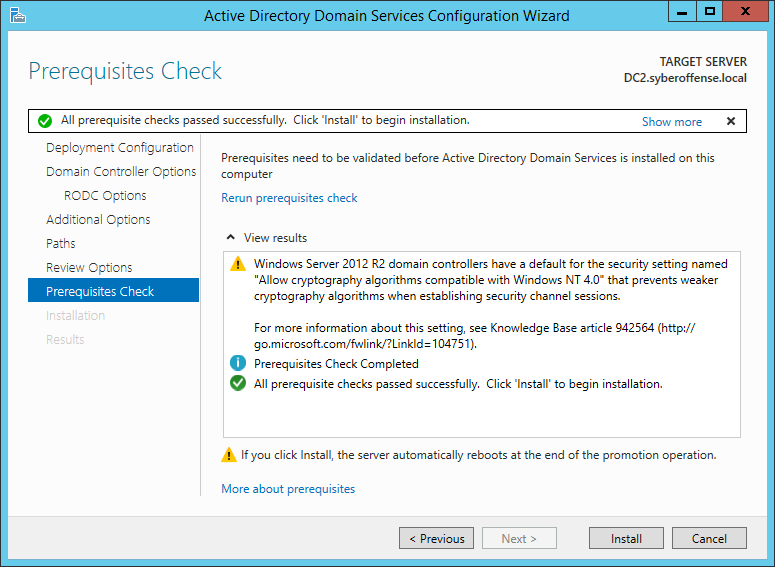 Active Directory Domain Services Configuration Wizard
Prerequisites Check
TARGET SERVER
DC2.syberoffense.local
All prerequisite checks passed successfully.  Click 'Install' to begin installation.
Show more
Deployment Configuration
Domain Controller Options
RODC Options
Additional Options
Paths
Review Options
Prerequisites Check
Installation
Results
Prerequisites need to be validated before Active Directory Domain Services is installed on this
computer
Rerun prerequisites check
View results
Windows Server 2012 R2 domain controllers have a default for the security setting named
"Allow cryptography algorithms compatible with Windows NT 4.0" that prevents weaker
cryptography algorithms when establishing security channel sessions.
For more information about this setting, see Knowledge Base article 942564 (http://
go.microsoft.com/fwlink/?LinkId=104751).
Prerequisites Check Completed
All prerequisite checks passed successfully.  Click 'Install' to begin installation.
If you click Install, the server automatically reboots at the end of the promotion operation.
More about prerequisites
< Previous
Next >
Install
Cancel